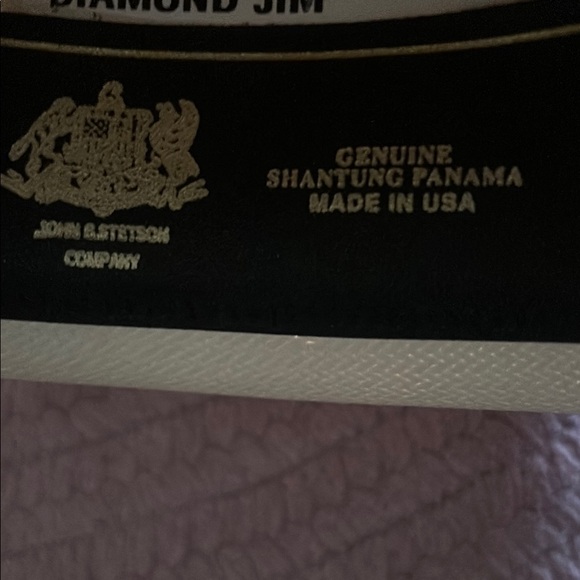 DIAMOND JIM
GENUINE
SHANTUNG PANAMA
MADE IN USA
JOHN B. STETSON
COMPANY